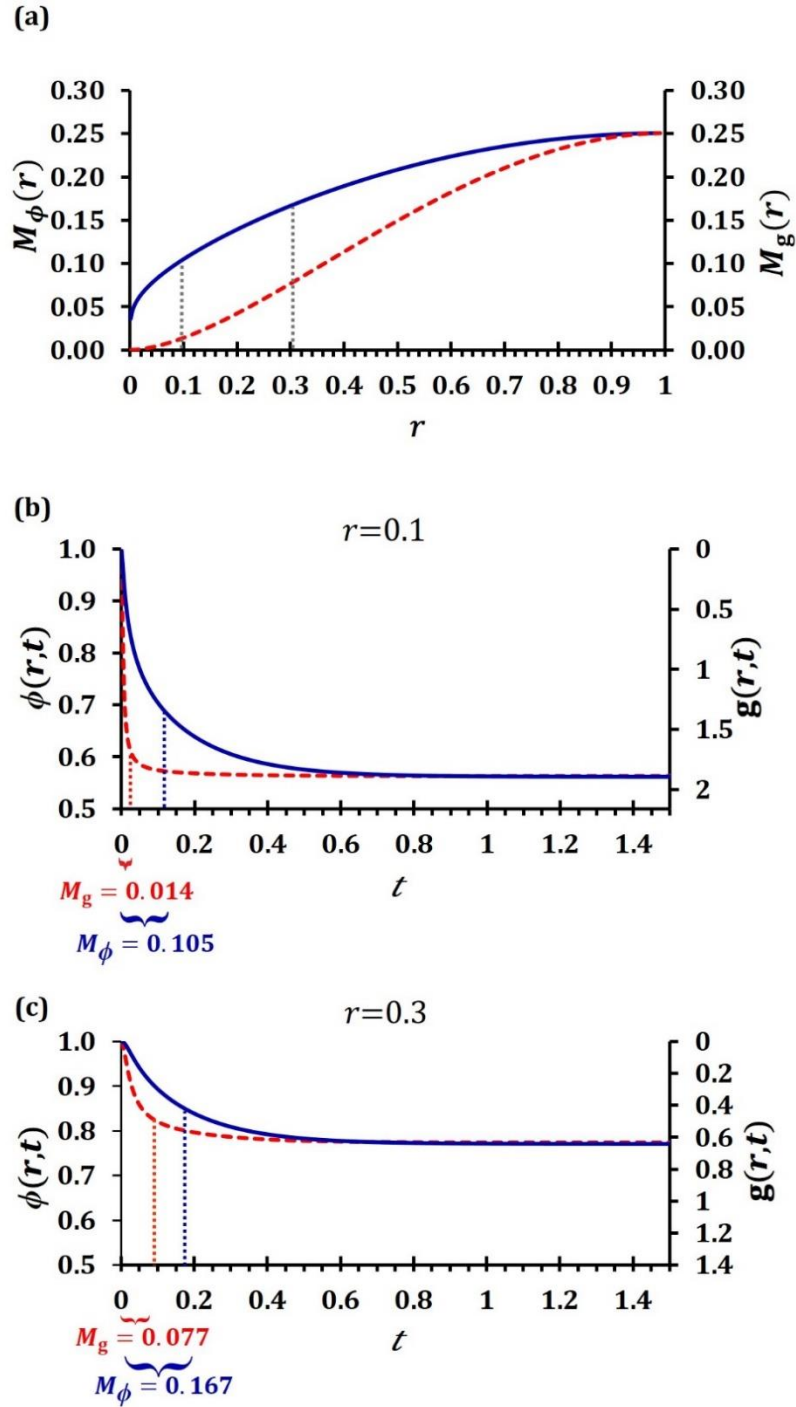 (a)
0.30 0.30
0.25 0.25
0.20 0.20
0.15 0.15
0.10 0.10
0.05 0.05
0.00 0.00
M_ϕ(r)
M_g(r)
0 0.1 0.2 0.3 0.4 0.5 0.6 0.7 0.8 0.9 1
r
(b)
r=0.1
1.0 0
0.9 0.5
0.8 1
0.7 1.5
0.6 2
0.5
ϕ(r,t)
g(r,t)
0 0.2 0.4 0.6 0.8 1 1.2 1.4
t
M_g = 0.014
M_ϕ = 0.105
(c)
r=0.3
1.0 0
0.9 0.2
0.8 0.4
0.7 0.6
0.6 0.8
0.5 1
1.2
1.4
ϕ(r,t)
g(r,t)
0 0.2 0.4 0.6 0.8 1 1.2 1.4
t
M_g = 0.077
M_ϕ = 0.167